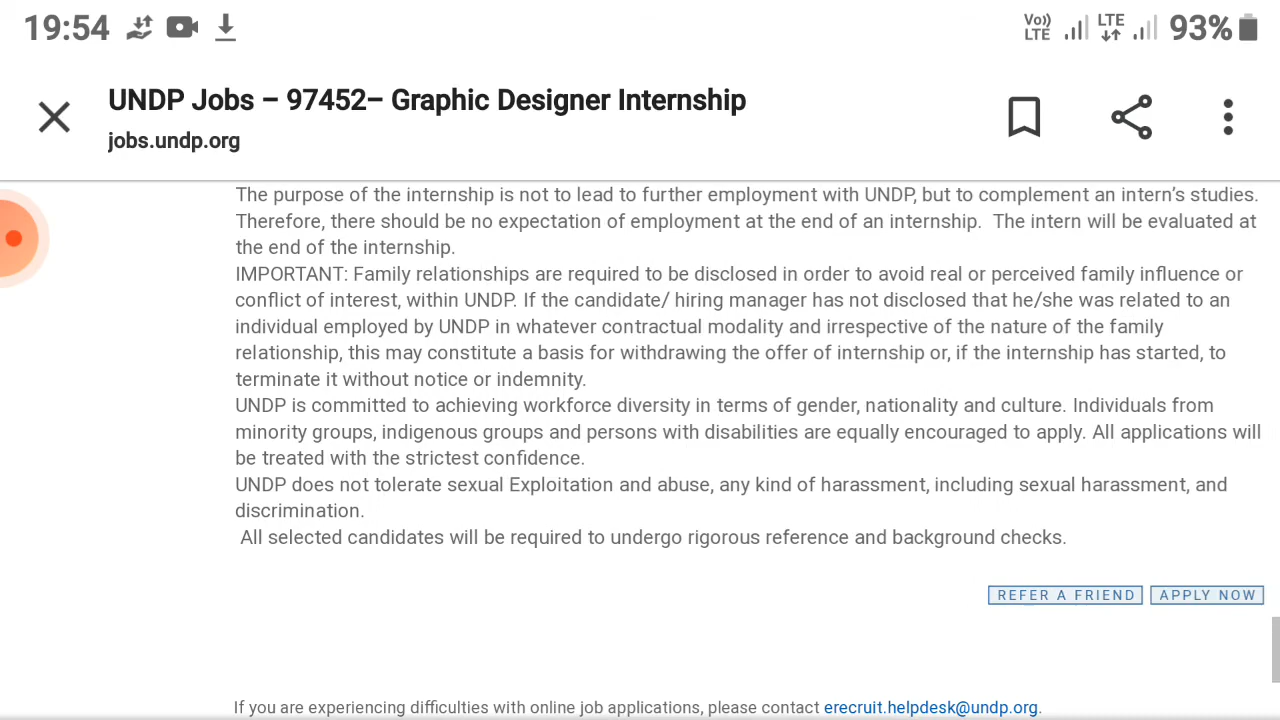 19:54
Vo)) LTE LTE 93%
UNDP Jobs – 97452– Graphic Designer Internship
jobs.undp.org
The purpose of the internship is not to lead to further employment with UNDP, but to complement an intern's studies.
Therefore, there should be no expectation of employment at the end of an internship.  The intern will be evaluated at
the end of the internship.
IMPORTANT: Family relationships are required to be disclosed in order to avoid real or perceived family influence or
conflict of interest, within UNDP. If the candidate/ hiring manager has not disclosed that he/she was related to an
individual employed by UNDP in whatever contractual modality and irrespective of the nature of the family
relationship, this may constitute a basis for withdrawing the offer of internship or, if the internship has started, to
terminate it without notice or indemnity.
UNDP is committed to achieving workforce diversity in terms of gender, nationality and culture. Individuals from
minority groups, indigenous groups and persons with disabilities are equally encouraged to apply. All applications will
be treated with the strictest confidence.
UNDP does not tolerate sexual Exploitation and abuse, any kind of harassment, including sexual harassment, and
discrimination.
All selected candidates will be required to undergo rigorous reference and background checks.
REFER A FRIEND APPLY NOW
If you are experiencing difficulties with online job applications, please contact erecruit.helpdesk@undp.org.